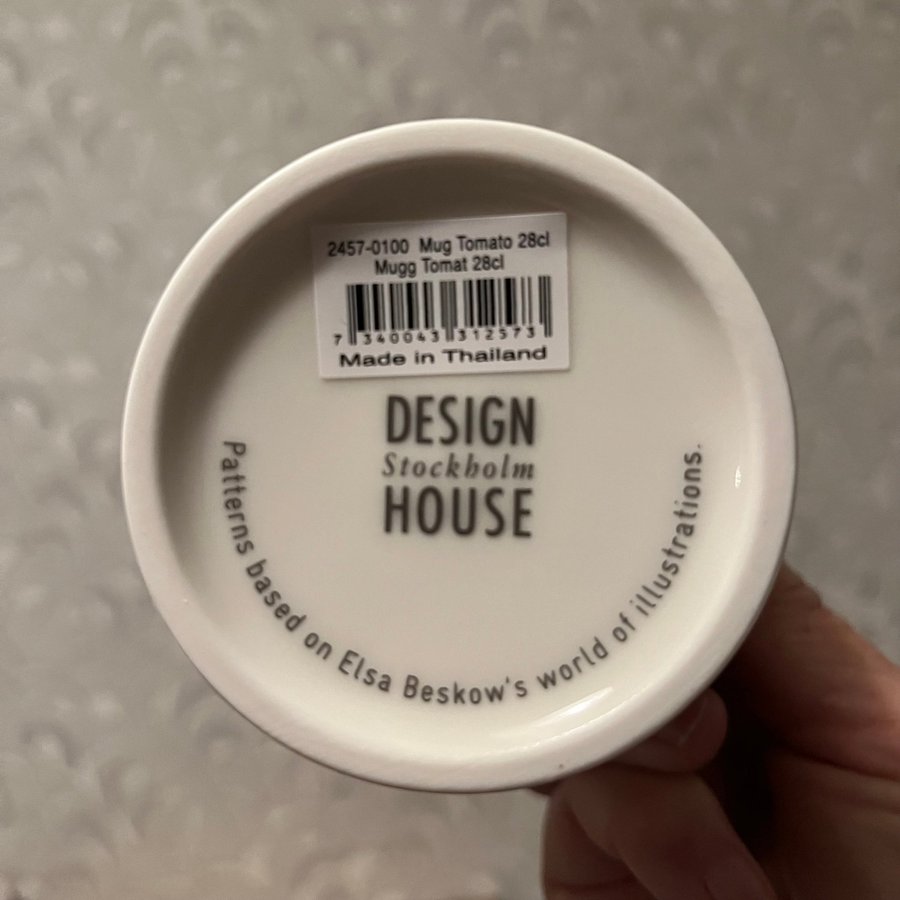 2457-0100 Mug Tomato 28cl
Mugg Tomat 28cl
7 340043 312573
Made in Thailand
DESIGN
Stockholm
HOUSE
Patterns based on Elsa Beskow's world of illustrations.